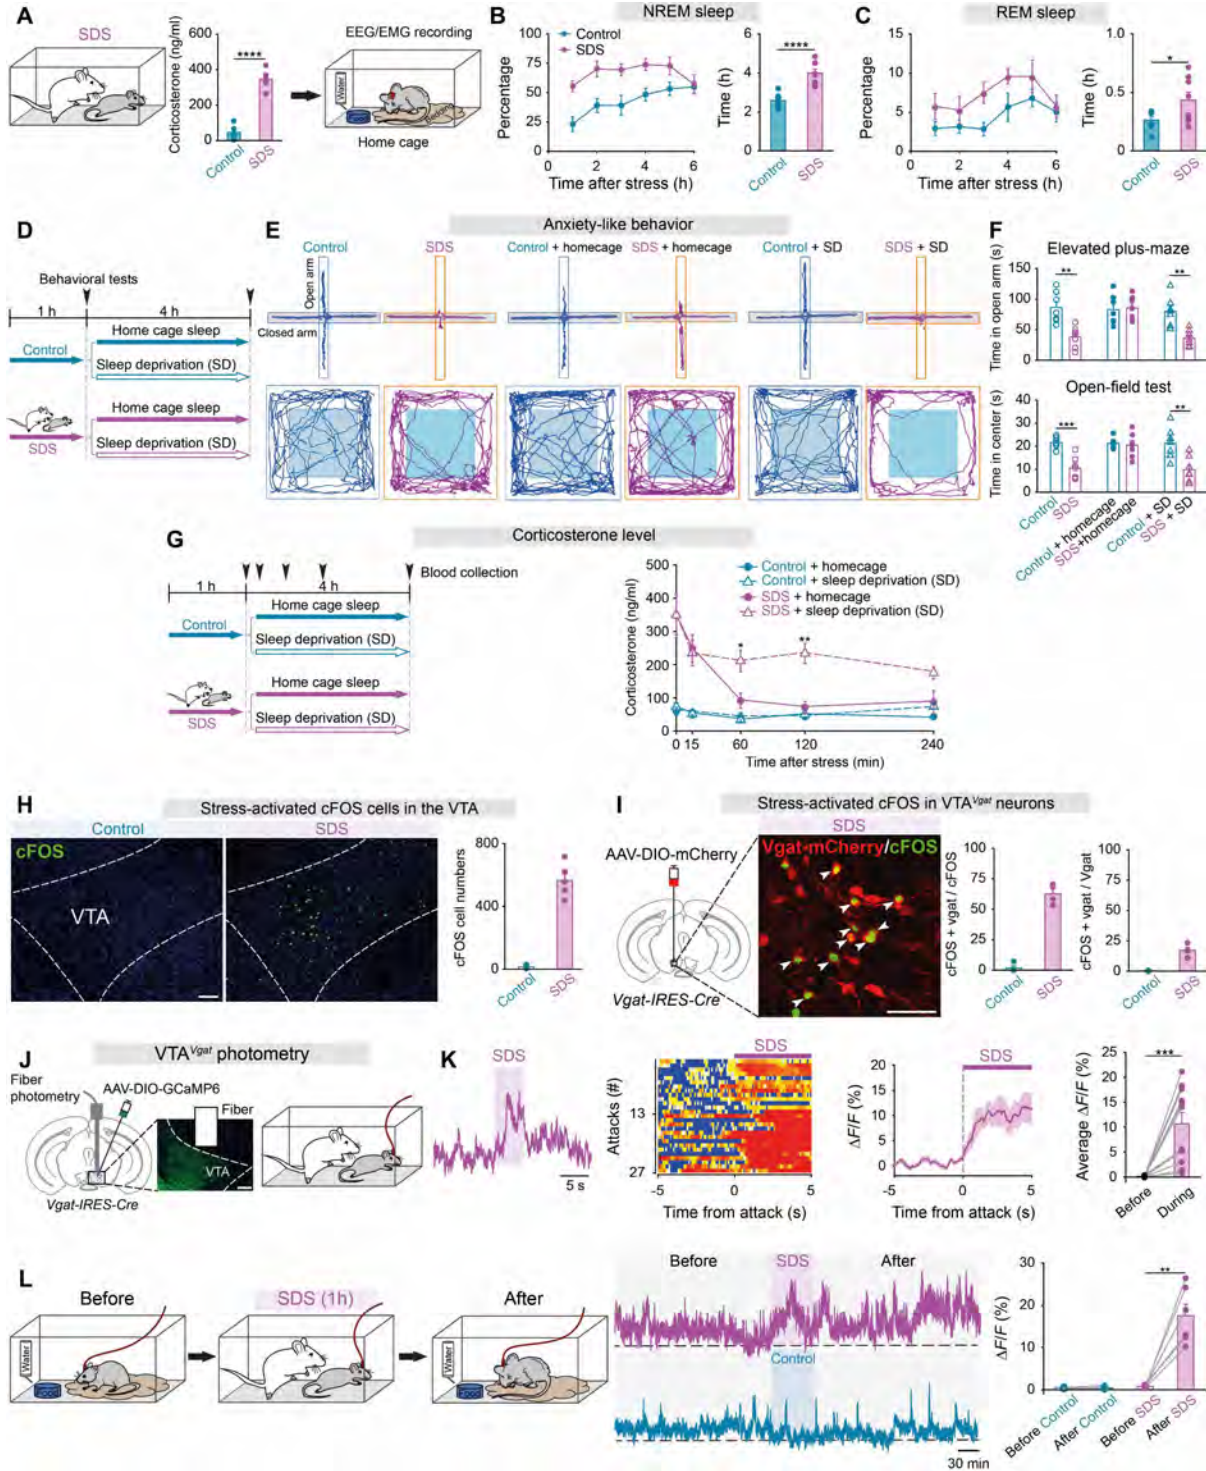 A
SDS
Corticosterone (ng/ml)
600
400
200
0
****
Control
SDS
EEG/EMG recording
Water
Home cage
B
NREM sleep
Percentage
100
75
50
25
0
Control
SDS
0 2 4 6
Time after stress (h)
Time (h)
6
4
2
0
****
Control
SDS
C
REM sleep
Percentage
15
10
5
0
0 2 4 6
Time after stress (h)
Time (h)
1.0
0.5
0
*
Control
SDS
D
Behavioral tests
1 h
4 h
Home cage sleep
Control
Sleep deprivation (SD)
Home cage sleep
SDS
Sleep deprivation (SD)
E
Anxiety-like behavior
Control
SDS
Control + homecage
SDS + homecage
Control + SD
SDS + SD
Open arm
Closed arm
F
Elevated plus-maze
Time in open arm (s)
150
100
50
0
**
**
Open-field test
Time in center (s)
40
30
20
10
0
***
**
Control
SDS
Control + homecage
SDS+homecage
Control + SD
SDS + SD
G
Corticosterone level
Blood collection
1 h
4 h
Home cage sleep
Control
Sleep deprivation (SD)
Home cage sleep
SDS
Sleep deprivation (SD)
Corticosterone (ng/ml)
500
400
300
200
100
0
Control + homecage
Control + sleep deprivation (SD)
SDS + homecage
SDS + sleep deprivation (SD)
*
**
0 15 60 120 240
Time after stress (min)
H
Stress-activated cFOS cells in the VTA
Control
SDS
cFOS
VTA
cFOS cell numbers
800
400
0
Control
SDS
I
Stress-activated cFOS in VTAVgat neurons
AAV-DIO-mCherry
Vgat-IRES-Cre
SDS
Vgat-mCherry/cFOS
cFOS + vgat / cFOS
100
75
50
25
0
Control
SDS
cFOS + vgat / Vgat
100
75
50
25
0
Control
SDS
J
VTAVgat photometry
Fiber
photometry
AAV-DIO-GCaMP6
Fiber
VTA
Vgat-IRES-Cre
K
SDS
5 s
SDS
Attacks (#)
13
27
-5 0 5
Time from attack (s)
SDS
ΔF/F (%)
20
15
10
5
0
-5 0 5
Time from attack (s)
Average ΔF/F (%)
25
20
15
10
5
0
***
Before
During
L
Before
SDS (1h)
After
Water
Water
Before
SDS
After
Control
30 min
ΔF/F (%)
30
20
10
0
**
Before Control
After Control
Before SDS
After SDS